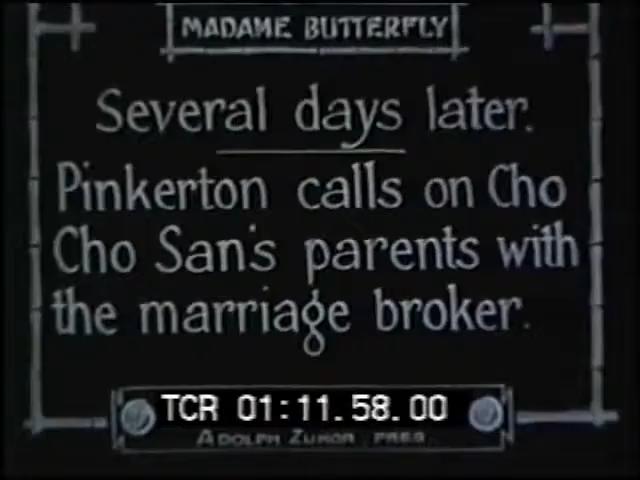 MADAME BUTTERFLY
Several days later.
Pinkerton calls on Cho
Cho San's parents with
the marriage broker.
TCR 01:11.58.00
ADOLPH ZUKOR PRES.